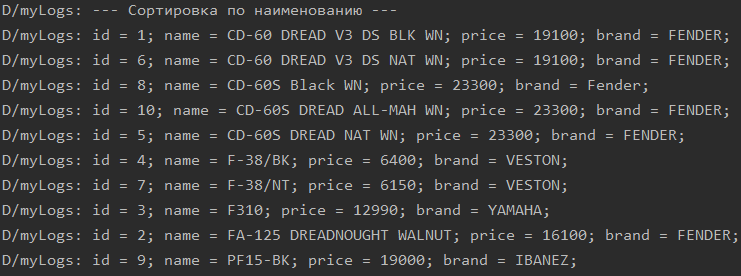 D/myLogs: --- Сортировка по наименованию ---
D/myLogs: id = 1; name = CD-60 DREAD V3 DS BLK WN; price = 19100; brand = FENDER;
D/myLogs: id = 6; name = CD-60 DREAD V3 DS NAT WN; price = 19100; brand = FENDER;
D/myLogs: id = 8; name = CD-60S Black WN; price = 23300; brand = Fender;
D/myLogs: id = 10; name = CD-60S DREAD ALL-MAH WN; price = 23300; brand = FENDER;
D/myLogs: id = 5; name = CD-60S DREAD NAT WN; price = 23300; brand = FENDER;
D/myLogs: id = 4; name = F-38/BK; price = 6400; brand = VESTON;
D/myLogs: id = 7; name = F-38/NT; price = 6150; brand = VESTON;
D/myLogs: id = 3; name = F310; price = 12990; brand = YAMAHA;
D/myLogs: id = 2; name = FA-125 DREADNOUGHT WALNUT; price = 16100; brand = FENDER;
D/myLogs: id = 9; name = PF15-BK; price = 19000; brand = IBANEZ;